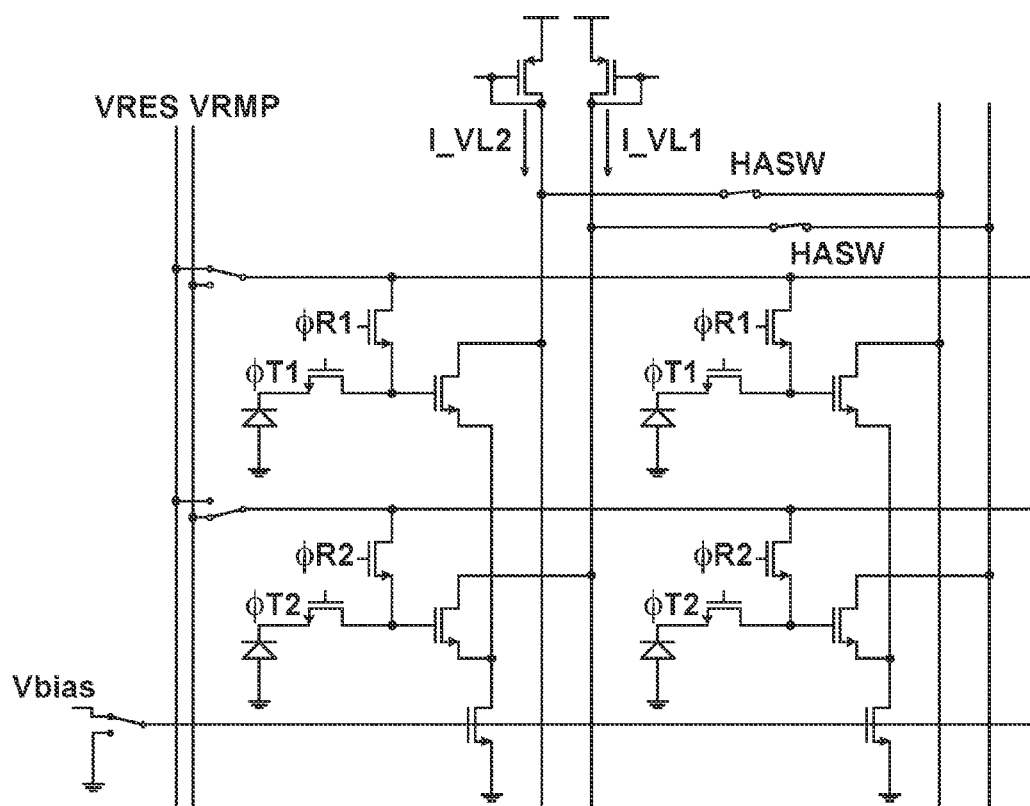 VRES VRMP
I_VL2
I_VL1
HASW
HASW
ϕR1
ϕR1
ϕT1
ϕT1
ϕR2
ϕR2
ϕT2
ϕT2
Vbias